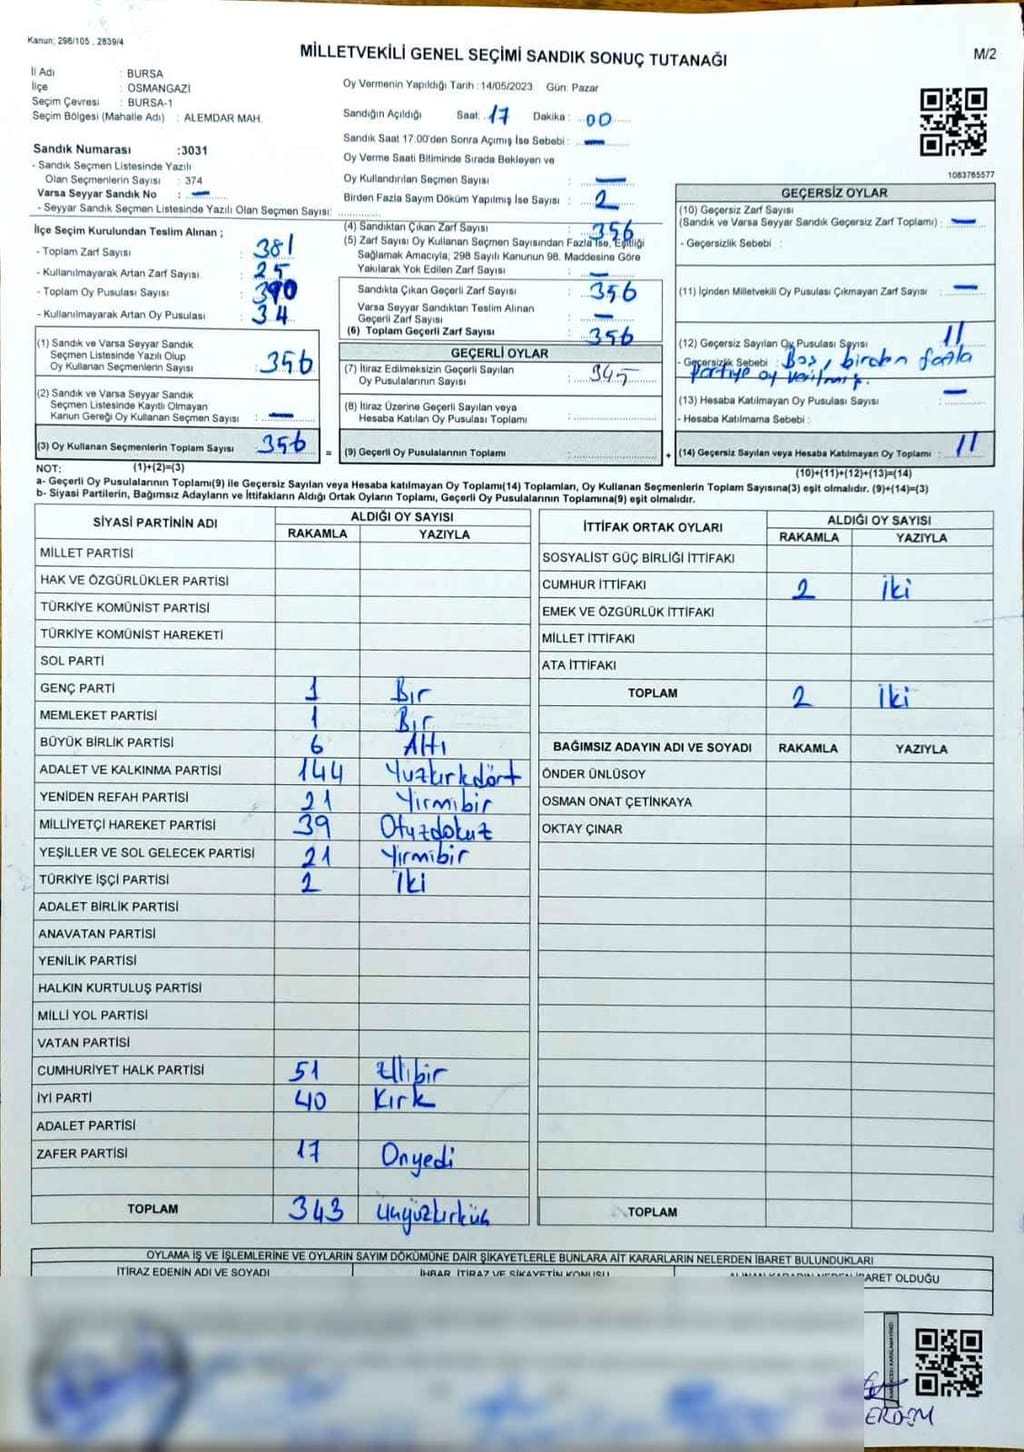 Kanun; 298/105 , 2839/4
MİLLETVEKİLİ GENEL SEÇİMİ SANDIK SONUÇ TUTANAĞI
M/2
İl Adı : BURSA
İlçe : OSMANGAZİ
Seçim Çevresi : BURSA-1
Seçim Bölgesi (Mahalle Adı) : ALEMDAR MAH.
Oy Vermenin Yapıldığı Tarih : 14/05/2023 Gün: Pazar
Sandığın Açıldığı Saat: 17 Dakika : 00
Sandık Saat 17:00'den Sonra Açımış İse Sebebi : —
Oy Verme Saati Bitiminde Sırada Bekleyen ve
Oy Kullandırılan Seçmen Sayısı : —
Birden Fazla Sayım Döküm Yapılmış İse Sayısı : 2
1083765577
Sandık Numarası :3031
- Sandık Seçmen Listesinde Yazılı
Olan Seçmenlerin Sayısı : 374
Varsa Seyyar Sandık No : —
- Seyyar Sandık Seçmen Listesinde Yazılı Olan Seçmen Sayısı:
İlçe Seçim Kurulundan Teslim Alınan ;
- Toplam Zarf Sayısı : 381
- Kullanılmayarak Artan Zarf Sayısı : 25
- Toplam Oy Pusulası Sayısı : 390
- Kullanılmayarak Artan Oy Pusulası : 34
(1) Sandık ve Varsa Seyyar Sandık
Seçmen Listesinde Yazılı Olup
Oy Kullanan Seçmenlerin Sayısı : 356
(2) Sandık ve Varsa Seyyar Sandık
Seçmen Listesinde Kayıtlı Olmayan
Kanun Gereği Oy Kullanan Seçmen Sayısı : —
(3) Oy Kullanan Seçmenlerin Toplam Sayısı : 356
(1)+(2)=(3)
(4) Sandıktan Çıkan Zarf Sayısı : 356
(5) Zarf Sayısı Oy Kullanan Seçmen Sayısından Fazla İse, Eşitliği
Sağlamak Amacıyla; 298 Sayılı Kanunun 98. Maddesine Göre
Yakılarak Yok Edilen Zarf Sayısı : —
Sandıkta Çıkan Geçerli Zarf Sayısı : 356
Varsa Seyyar Sandıktan Teslim Alınan
Geçerli Zarf Sayısı : —
(6) Toplam Geçerli Zarf Sayısı : 356
GEÇERLİ OYLAR
(7) İtiraz Edilmeksizin Geçerli Sayılan
Oy Pusulalarının Sayısı : 345
(8) İtiraz Üzerine Geçerli Sayılan veya
Hesaba Katılan Oy Pusulası Toplamı :
= (9) Geçerli Oy Pusulalarının Toplamı :
GEÇERSİZ OYLAR
(10) Geçersiz Zarf Sayısı
(Sandık ve Varsa Seyyar Sandık Geçersiz Zarf Toplamı) : —
- Geçersizlik Sebebi :
(11) İçinden Milletvekili Oy Pusulası Çıkmayan Zarf Sayısı : —
(12) Geçersiz Sayılan Oy Pusulası Sayısı : 11
- Geçersizlik Sebebi : Boş, birden fazla
partiye oy verilmiş.
(13) Hesaba Katılmayan Oy Pusulası Sayısı : —
- Hesaba Katılmama Sebebi :
+ (14) Geçersiz Sayılan veya Hesaba Katılmayan Oy Toplamı : 11
(10)+(11)+(12)+(13)=(14)
NOT:
a- Geçerli Oy Pusulalarının Toplamı(9) ile Geçersiz Sayılan veya Hesaba katılmayan Oy Toplamı(14) Toplamları, Oy Kullanan Seçmenlerin Toplam Sayısına(3) eşit olmalıdır. (9)+(14)=(3)
b- Siyasi Partilerin, Bağımsız Adayların ve İttifakların Aldığı Ortak Oyların Toplamı, Geçerli Oy Pusulalarının Toplamına(9) eşit olmalıdır.
SİYASİ PARTİNİN ADI ALDIĞI OY SAYISI
RAKAMLA YAZIYLA
MİLLET PARTİSİ
HAK VE ÖZGÜRLÜKLER PARTİSİ
TÜRKİYE KOMÜNİST PARTİSİ
TÜRKİYE KOMÜNİST HAREKETİ
SOL PARTİ
GENÇ PARTİ 1 Bir
MEMLEKET PARTİSİ 1 Bir
BÜYÜK BİRLİK PARTİSİ 6 Altı
ADALET VE KALKINMA PARTİSİ 144 Yüzkırkdört
YENİDEN REFAH PARTİSİ 21 Yirmibir
MİLLİYETÇİ HAREKET PARTİSİ 39 Otuzdokuz
YEŞİLLER VE SOL GELECEK PARTİSİ 21 Yirmibir
TÜRKİYE İŞÇİ PARTİSİ 2 İki
ADALET BİRLİK PARTİSİ
ANAVATAN PARTİSİ
YENİLİK PARTİSİ
HALKIN KURTULUŞ PARTİSİ
MİLLİ YOL PARTİSİ
VATAN PARTİSİ
CUMHURİYET HALK PARTİSİ 51 Ellibir
İYİ PARTİ 40 Kırk
ADALET PARTİSİ
ZAFER PARTİSİ 17 Onyedi
TOPLAM 343 Üçyüzkırküç
İTTİFAK ORTAK OYLARI ALDIĞI OY SAYISI
RAKAMLA YAZIYLA
SOSYALİST GÜÇ BİRLİĞİ İTTİFAKI
CUMHUR İTTİFAKI 2 İki
EMEK VE ÖZGÜRLÜK İTTİFAKI
MİLLET İTTİFAKI
ATA İTTİFAKI
TOPLAM 2 İki
BAĞIMSIZ ADAYIN ADI VE SOYADI RAKAMLA YAZIYLA
ÖNDER ÜNLÜSOY
OSMAN ONAT ÇETİNKAYA
OKTAY ÇINAR
TOPLAM
OYLAMA İŞ VE İŞLEMLERİNE VE OYLARIN SAYIM DÖKÜMÜNE DAİR ŞİKAYETLERLE BUNLARA AİT KARARLARIN NELERDEN İBARET BULUNDUKLARI
İTİRAZ EDENİN ADI VE SOYADI İHBAR, İTİRAZ VE ŞİKAYETİN KONUSU İBARET OLDUĞU
ERDEM